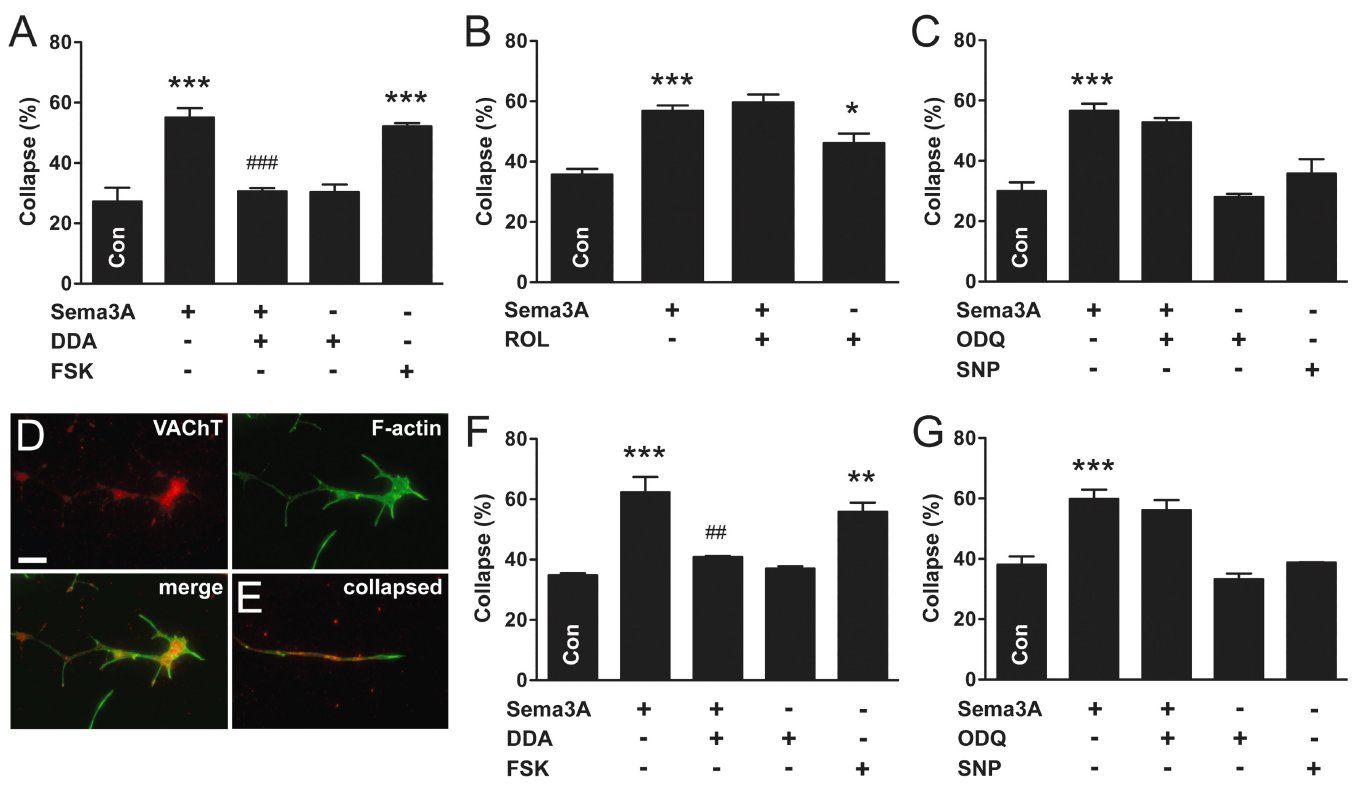 A
Collapse (%)
80
60
40
20
0
***
###
***
Con
Sema3A + + - -
DDA - + + -
FSK - - - +
B
Collapse (%)
80
60
40
20
0
***
*
Con
Sema3A + + -
ROL - + +
C
Collapse (%)
80
60
40
20
0
***
Con
Sema3A + + - -
ODQ - + + -
SNP - - - +
D
VAChT
F-actin
merge
E
collapsed
F
Collapse (%)
80
60
40
20
0
***
##
**
Con
Sema3A + + - -
DDA - + + -
FSK - - - +
G
Collapse (%)
80
60
40
20
0
***
Con
Sema3A + + - -
ODQ - + + -
SNP - - - +